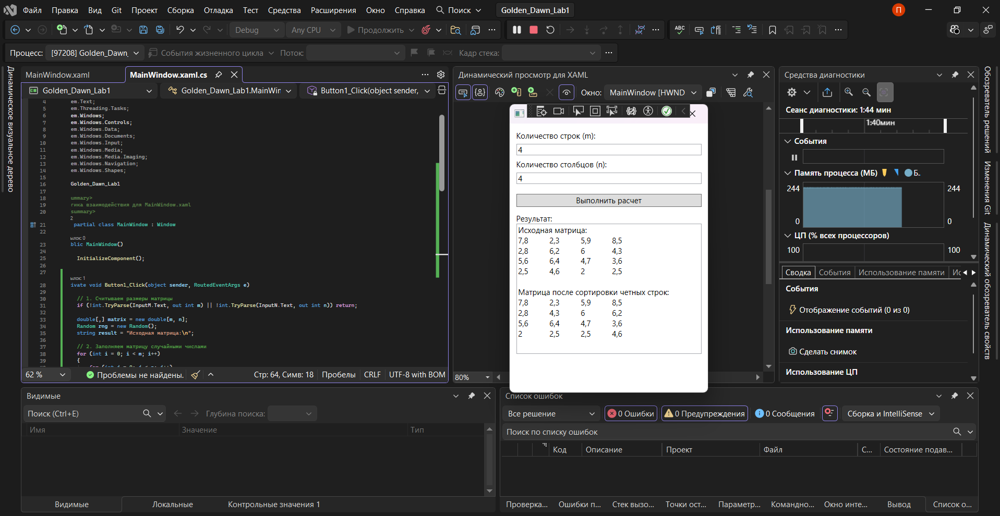 Файл Правка Вид Git Проект Сборка Отладка Тест Средства Расширения Окно Справка Поиск Golden_Dawn_Lab1 П
Debug Any CPU Продолжить ABC
Процесс: [97208] Golden_Dawn_ События жизненного цикла Поток: Кадр стека:
Динамическое визуальное дерево
MainWindow.xaml MainWindow.xaml.cs
Golden_Dawn_Lab1 Golden_Dawn_Lab1.MainWir Button1_Click(object sender,
4 em.Text;
5 em.Threading.Tasks;
6 em.Windows;
7 em.Windows.Controls;
8 em.Windows.Data;
9 em.Windows.Documents;
10 em.Windows.Input;
11 em.Windows.Media;
12 em.Windows.Media.Imaging;
13 em.Windows.Navigation;
14 em.Windows.Shapes;
15
16 Golden_Dawn_Lab1
17
18 ummary>
19 гика взаимодействия для MainWindow.xaml
20 summary>
2
21 partial class MainWindow : Window
22
ылок: 0
23 blic MainWindow()
24
25 InitializeComponent();
26
27
ылок: 1
28 ivate void Button1_Click(object sender, RoutedEventArgs e)
29
30 // 1. Считываем размеры матрицы
31 if (!int.TryParse(InputM.Text, out int m) || !int.TryParse(InputN.Text, out int n)) return;
32
33 double[,] matrix = new double[m, n];
34 Random rng = new Random();
35 string result = "Исходная матрица:\n";
36
37 // 2. Заполняем матрицу случайными числами
38 for (int i = 0; i < m; i++)
39 {
62 % Проблемы не найдены. Стр: 64, Симв: 18 Пробелы CRLF UTF-8 with BOM
Динамический просмотр для XAML
Окно: MainWindow [HWND
Количество строк (m):
4
Количество столбцов (n):
4
Выполнить расчет
Результат:
Исходная матрица:
7,8 2,3 5,9 8,5
2,8 6,2 6 4,3
5,6 6,4 4,7 3,6
2,5 4,6 2 2,5
Матрица после сортировки четных строк:
7,8 2,3 5,9 8,5
2,8 4,3 6 6,2
5,6 6,4 4,7 3,6
2 2,5 2,5 4,6
80%
Средства диагностики
Сеанс диагностики: 1:44 мин
1:40мин
События
Память процесса (МБ) Б..
244 244
0 0
ЦП (% всех процессоров)
100 100
Сводка События Использование памяти Ис
События
Отображение событий (0 из 0)
Использование памяти
Сделать снимок
Использование ЦП
Обозреватель решений
Изменения Git
Динамический обозреватель свойств
Видимые
Поиск (Ctrl+E) Глубина поиска:
Имя Значение Тип
Видимые Локальные Контрольные значения 1
Список ошибок
Все решение 0 Ошибки 0 Предупреждения 0 Сообщения Сборка и IntelliSense
Поиск по списку ошибок
Код Описание Проект Файл С... Состояние подав...
Проверка... Ошибки п... Стек вызо... Точки ост... Параметр... Командно... Окно инте... Вывод Список о...